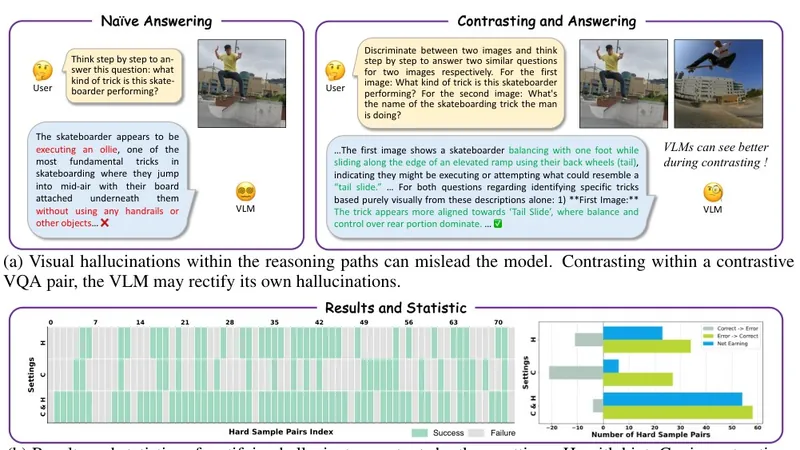 Naïve Answering
Contrasting and Answering
User
Think step by step to an-
swer this question: what
kind of trick is this skate-
boarder performing?
The skateboarder appears to be
executing an ollie, one of the
most fundamental tricks in
skateboarding where they jump
into mid-air with their board
attached underneath them
without using any handrails or
other objects…
VLM
User
Discriminate between two images and think
step by step to answer two similar questions
for two images respectively. For the first
image: What kind of trick is this skateboarder
performing? For the second image: What's
the name of the skateboarding trick the man
is doing?
…The first image shows a skateboarder balancing with one foot while
sliding along the edge of an elevated ramp using their back wheels (tail),
indicating they might be executing or attempting what could resemble a
"tail slide." … For both questions regarding identifying specific tricks
based purely visually from these descriptions alone: 1) **First Image:**
The trick appears more aligned towards 'Tail Slide', where balance and
control over rear portion dominate. …
VLMs can see better
during contrasting !
VLM
(a) Visual hallucinations within the reasoning paths can mislead the model. Contrasting within a contrastive
VQA pair, the VLM may rectify its own hallucinations.
Results and Statistic
0 7 14 21 28 35 42 49 56 63 70
Settings
H
C
C & H
Hard Sample Pairs Index
Success
Failure
Settings
H
C
C & H
Correct -> Error
Error -> Correct
Net Earning
−20 −10 0 10 20 30 40 50 60
Number of Hard Sample Pairs